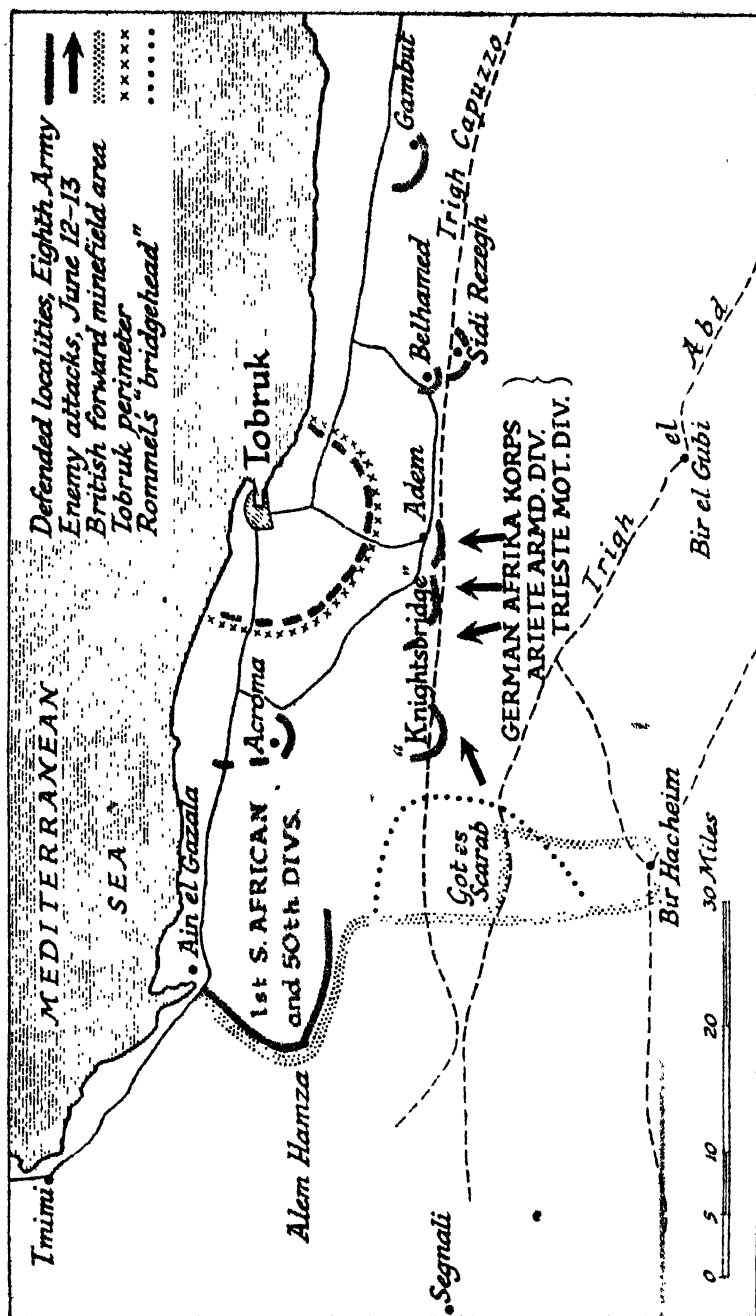 Defended localities, Eighth Army
Enemy attacks, June 12-13
British forward minefield area
Tobruk perimeter
Rommel's "bridgehead"
MEDITERRANEAN
SEA
Imimi
Ain el Gazala
Tobruk
Gambut
Acroma
1st S. AFRICAN
and 50th DIVS.
Alem Hamza
Belhamed
Adem
"Knightsbridge"
Irigh Capuzzo
Sidi Rezegh
Got es
Scarab
GERMAN AFRIKA KORPS
ARIETE ARMD. DIV.
TRIESTE MOT. DIV.
Segnali
Irigh el Abd
Bir el Gubi
Bir Hacheim
0 5 10 20 30 Miles